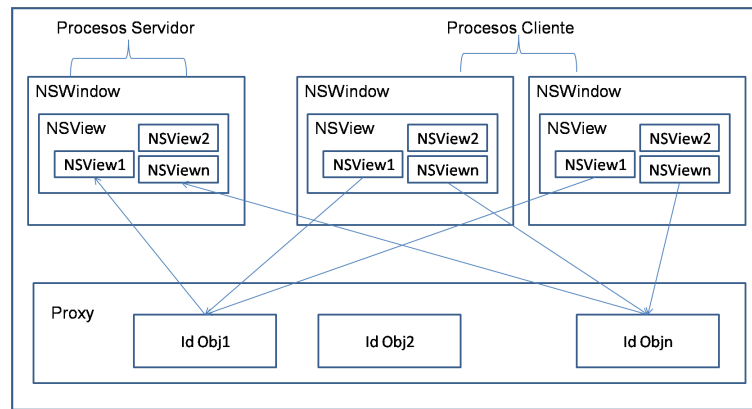 Procesos Servidor
Procesos Cliente
NSWindow
NSView
NSView2
NSView1
NSViewn
NSWindow
NSView
NSView2
NSView1
NSViewn
NSWindow
NSView
NSView2
NSView1
NSViewn
Proxy
Id Obj1
Id Obj2
Id Objn